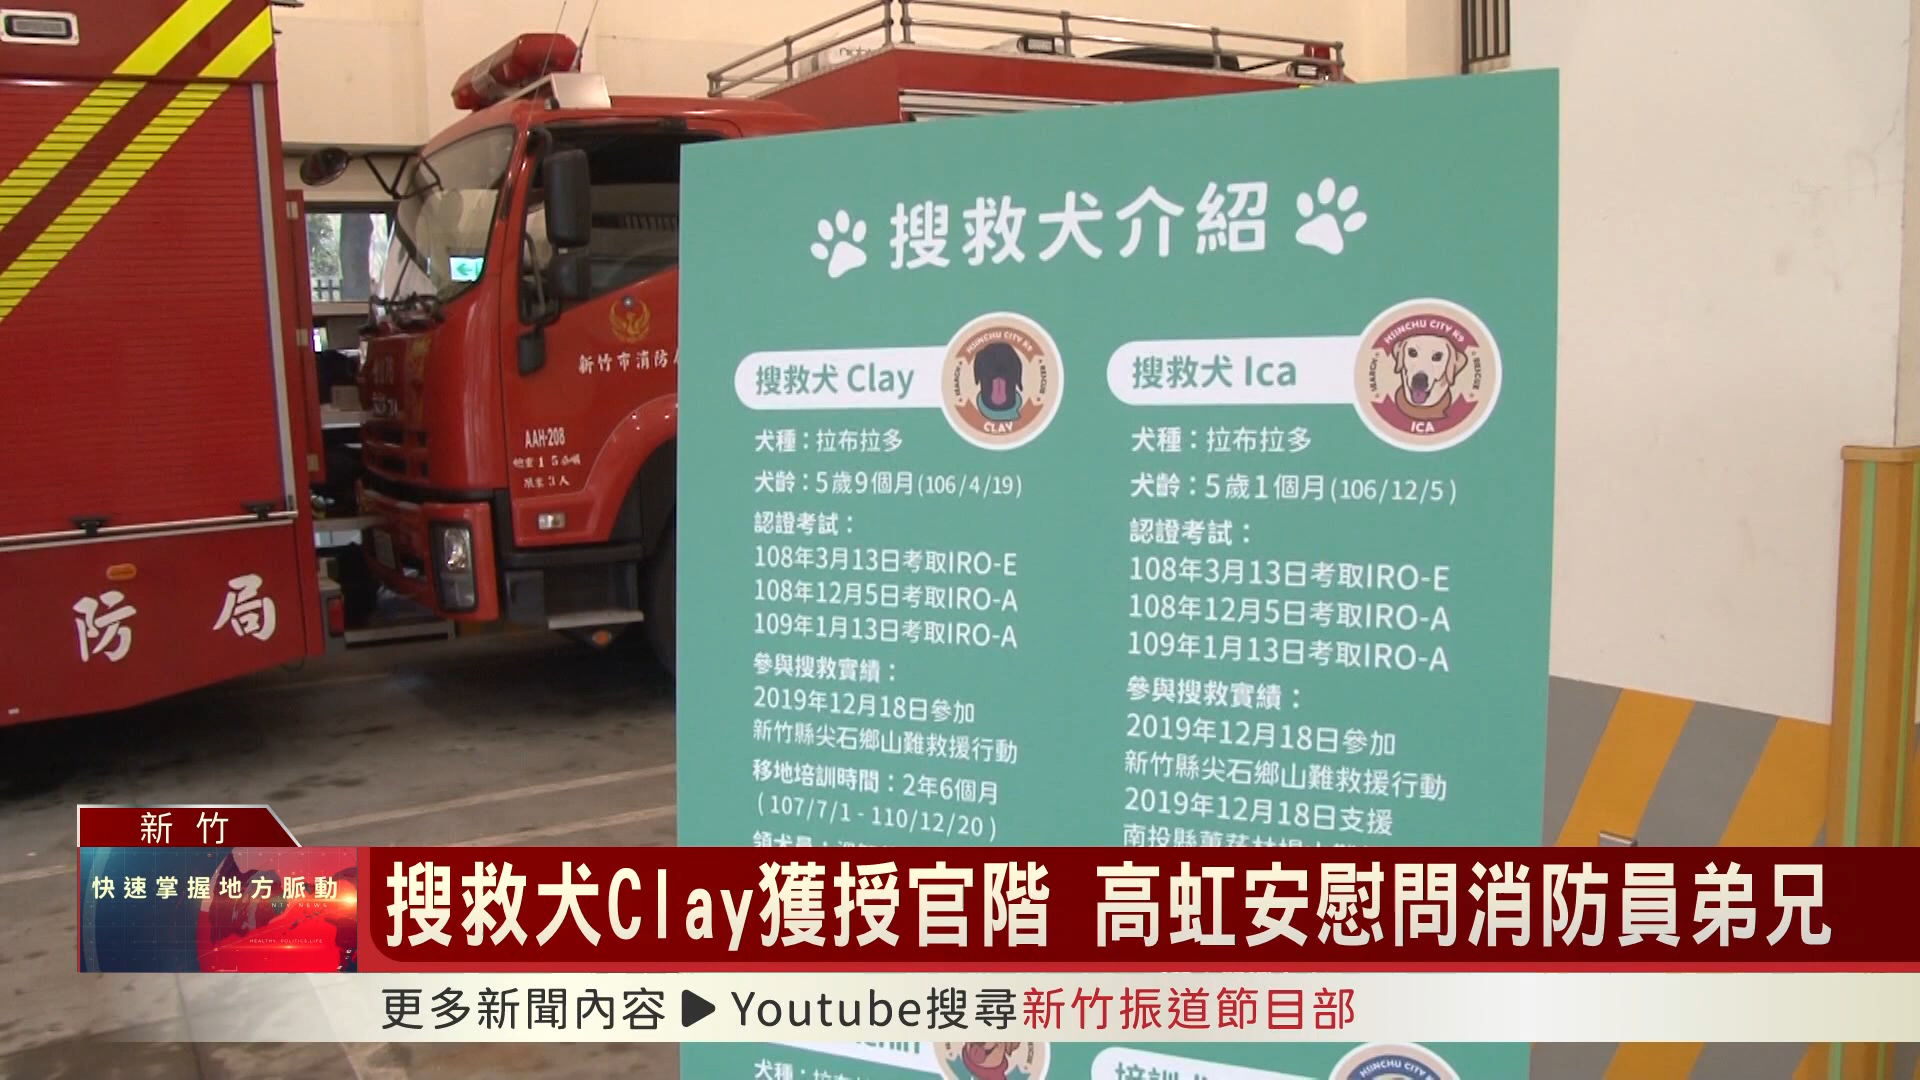 搜救犬介紹
搜救犬 Clay
HSINCHU CITY K9
SEARCH
RESCUE
CLAY
犬種：拉布拉多
犬齡：5歲9個月(106/4/19)
認證考試：
108年3月13日考取IRO-E
108年12月5日考取IRO-A
109年1月13日考取IRO-A
參與搜救實績：
2019年12月18日參加
新竹縣尖石鄉山難救援行動
移地培訓時間：2年6個月
(107/7/1-110/12/20)
搜救犬 Ica
HSINCHU CITY K9
SEARCH
RESCUE
ICA
犬種：拉布拉多
犬齡：5歲1個月(106/12/5)
認證考試：
108年3月13日考取IRO-E
108年12月5日考取IRO-A
109年1月13日考取IRO-A
參與搜救實績：
2019年12月18日參加
新竹縣尖石鄉山難救援行動
2019年12月18日支援
新竹市消防
AAH-208
防局
新竹
快速掌握地方脈動
搜救犬Clay獲授官階 高虹安慰問消防員弟兄
更多新聞內容▶Youtube搜尋新竹振道節目部
犬種：拉布
HSINCHU CITY K